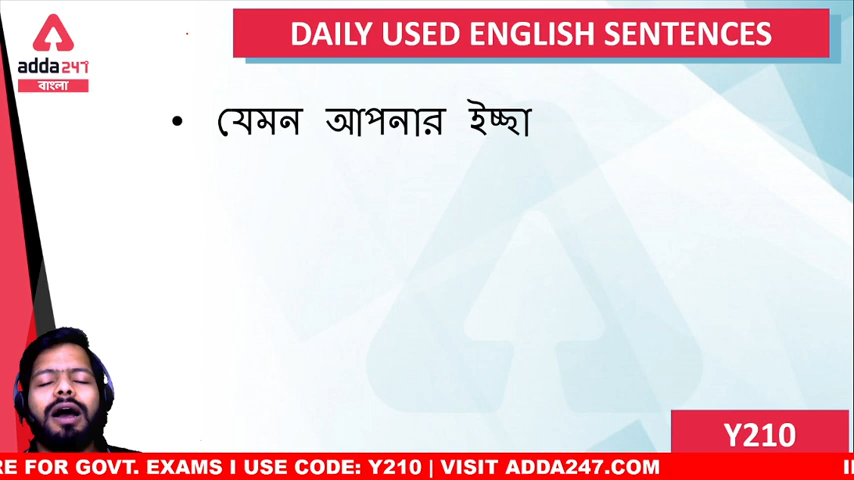 DAILY USED ENGLISH SENTENCES
adda247
বাংলা
• যেমন আপনার ইচ্ছা
Y210
RE FOR GOVT. EXAMS I USE CODE: Y210 | VISIT ADDA247.COM